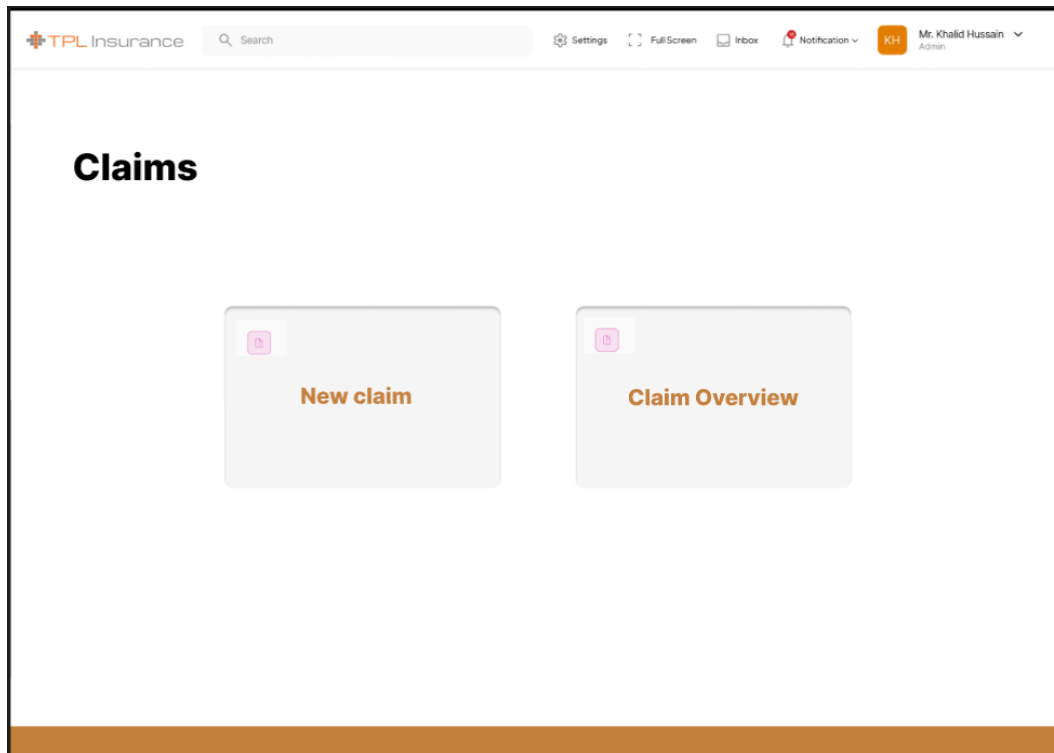 TPL Insurance
Search
Settings
Full Screen
Inbox
Notification
KH
Mr. Khalid Hussain
Admin
Claims
New claim
Claim Overview